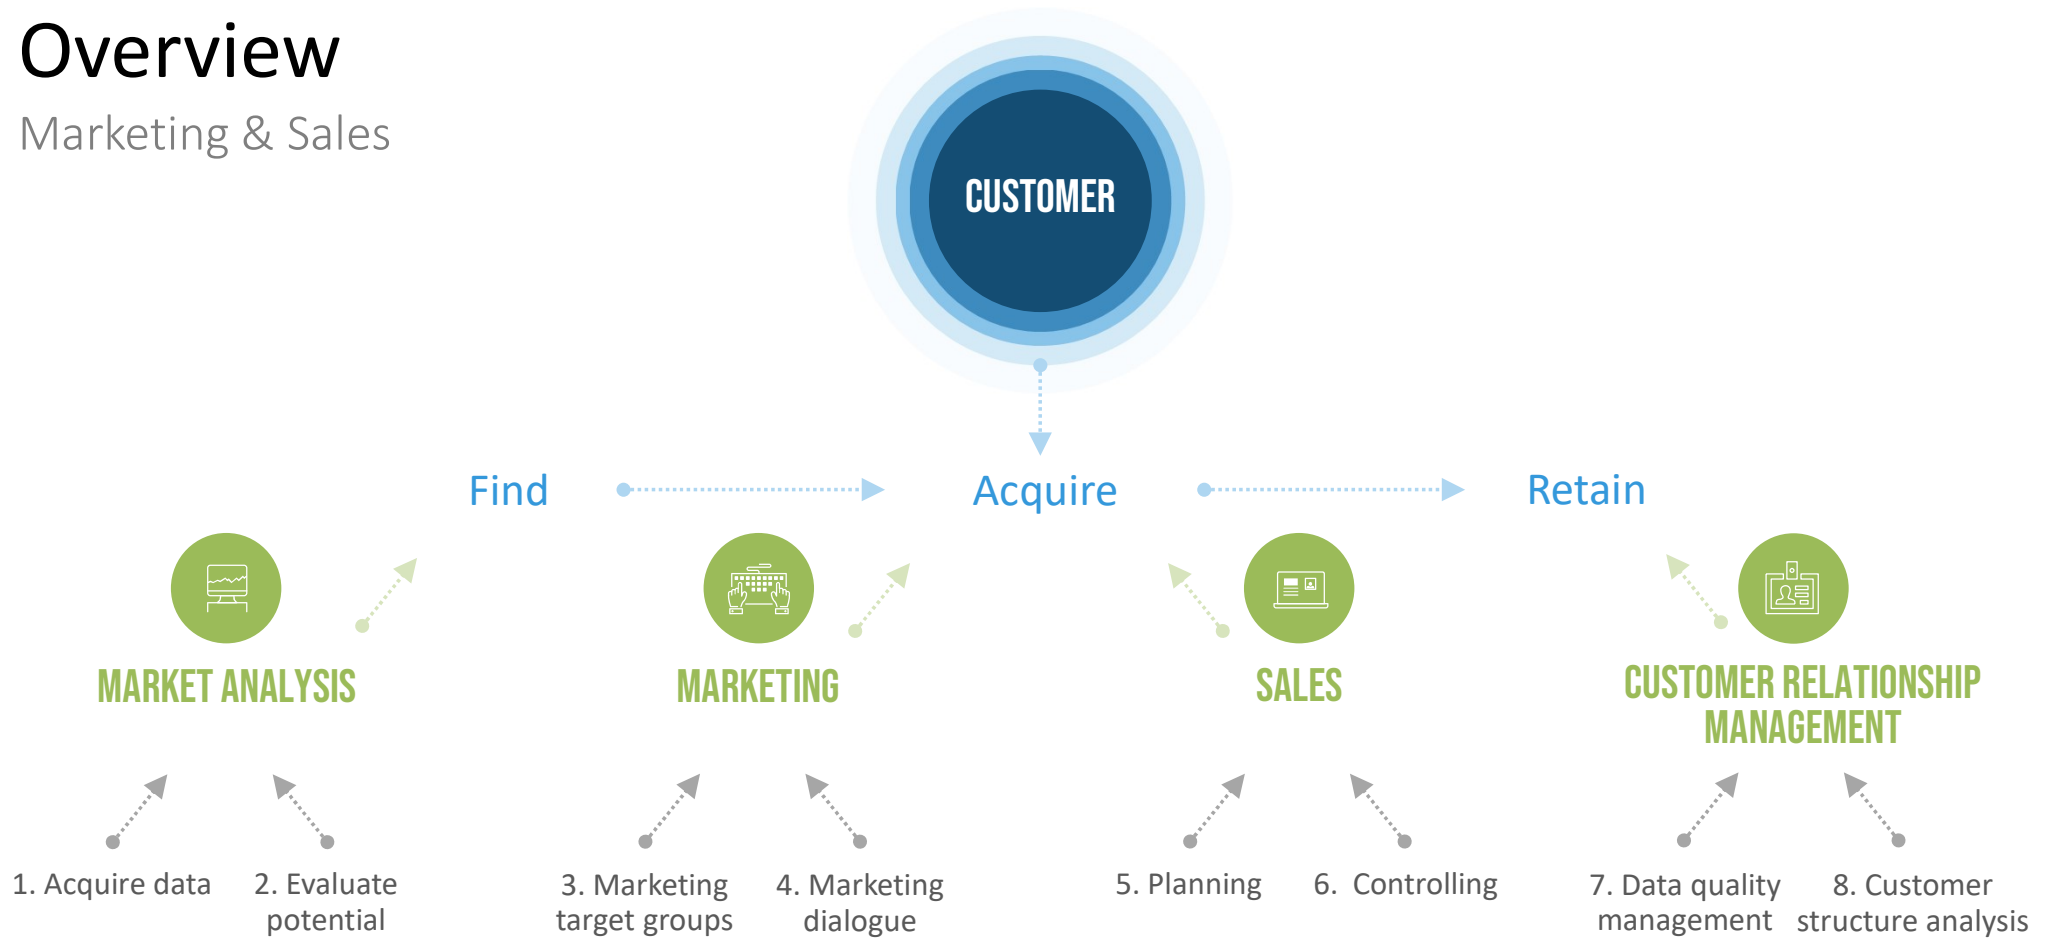 Overview
Marketing & Sales
CUSTOMER
Find
Acquire
Retain
MARKET ANALYSIS
MARKETING
SALES
CUSTOMER RELATIONSHIP
MANAGEMENT
1. Acquire data
2. Evaluate
potential
3. Marketing
target groups
4. Marketing
dialogue
5. Planning
6. Controlling
7. Data quality
management
8. Customer
structure analysis